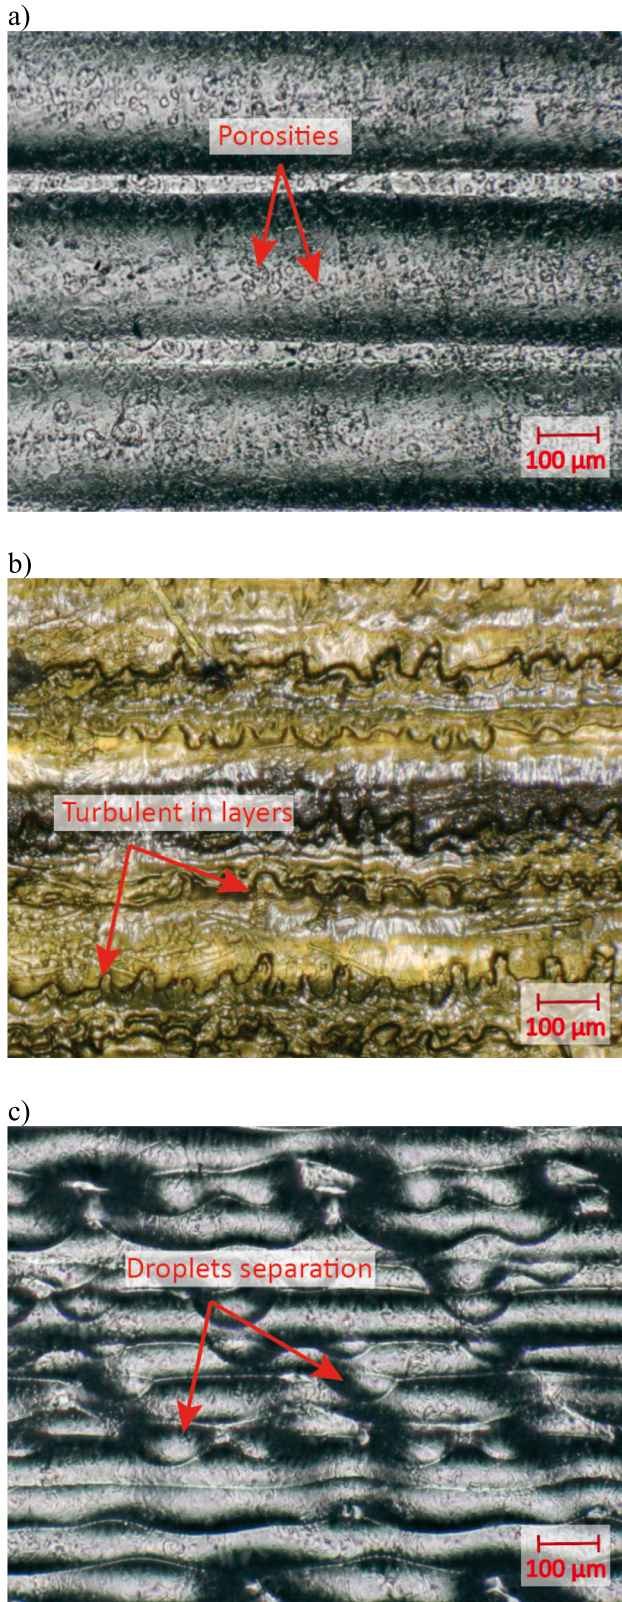 a)
Porosities
100 µm
b)
Turbulent in layers
100 µm
c)
Droplets separation
100 µm